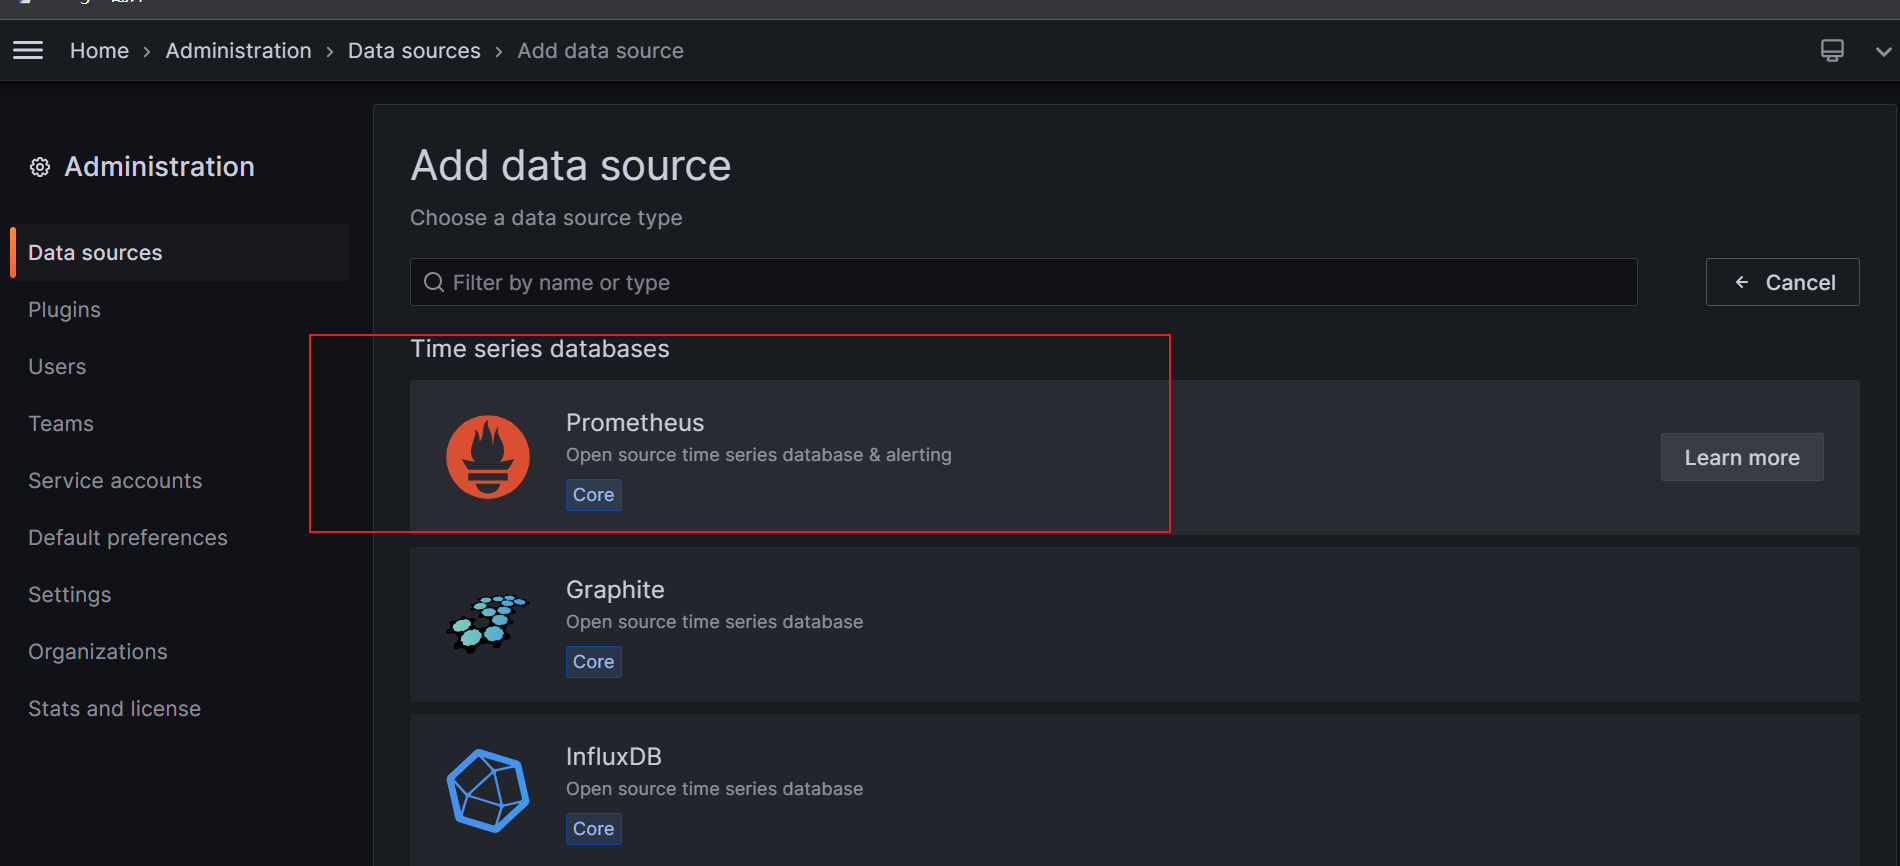 Home › Administration › Data sources › Add data source
Administration
Data sources
Plugins
Users
Teams
Service accounts
Default preferences
Settings
Organizations
Stats and license
Add data source
Choose a data source type
Filter by name or type
← Cancel
Time series databases
Prometheus
Open source time series database & alerting
Core
Learn more
Graphite
Open source time series database
Core
InfluxDB
Open source time series database
Core